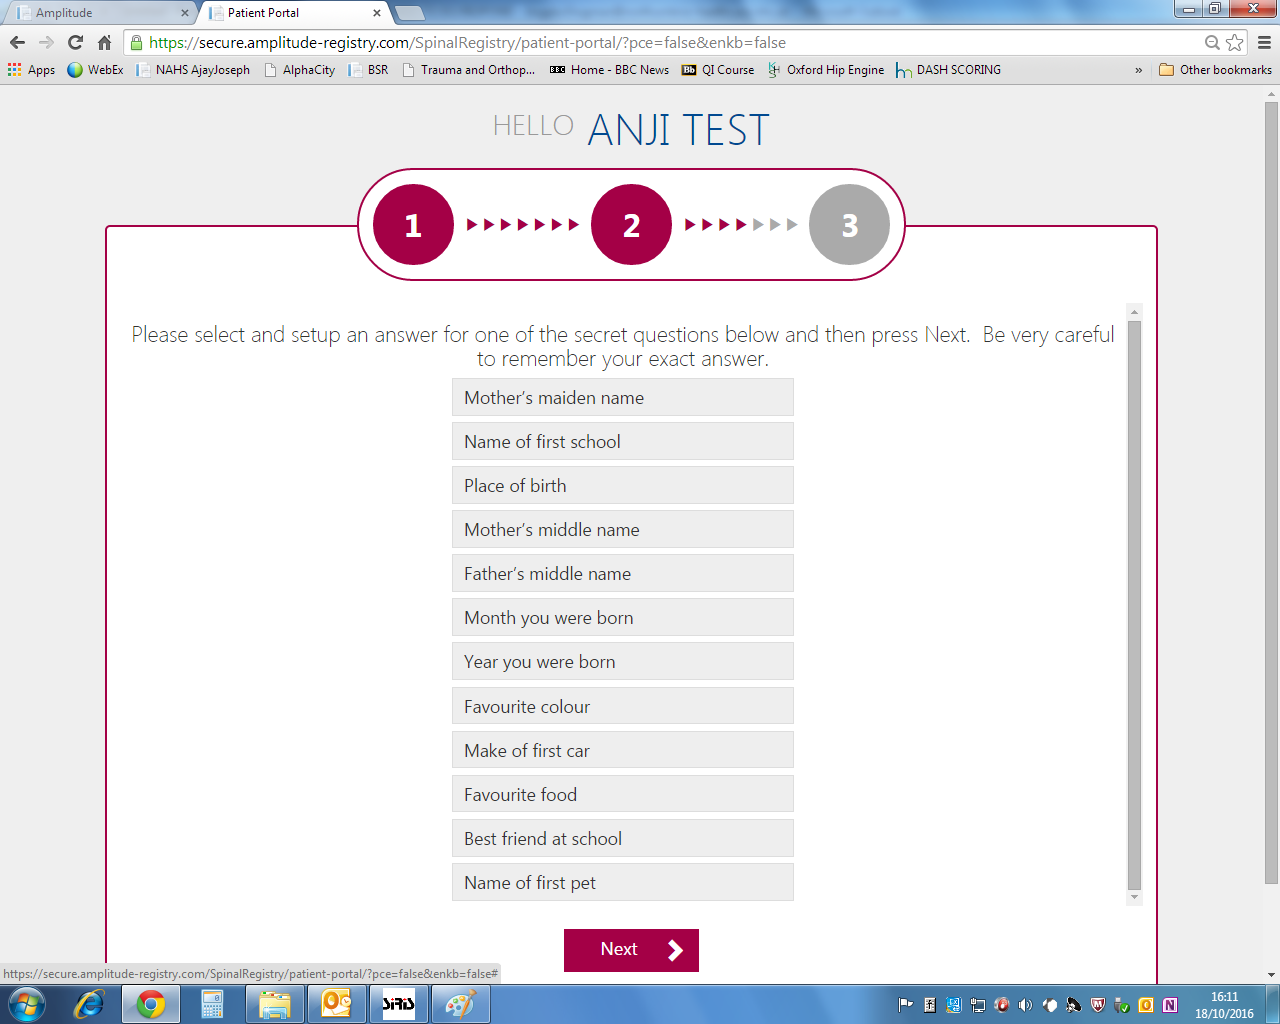 Amplitude
Patient Portal
https://secure.amplitude-registry.com/SpinalRegistry/patient-portal/?pce=false&enkb=false
Apps WebEx NAHS AjayJoseph AlphaCity BSR Trauma and Orthop... Home - BBC News QI Course Oxford Hip Engine DASH SCORING » Other bookmarks
HELLO ANJI TEST
1 2 3
Please select and setup an answer for one of the secret questions below and then press Next. Be very careful
to remember your exact answer.
Mother's maiden name
Name of first school
Place of birth
Mother's middle name
Father's middle name
Month you were born
Year you were born
Favourite colour
Make of first car
Favourite food
Best friend at school
Name of first pet
Next
https://secure.amplitude-registry.com/SpinalRegistry/patient-portal/?pce=false&enkb=false#
SiRiS
16:11
18/10/2016